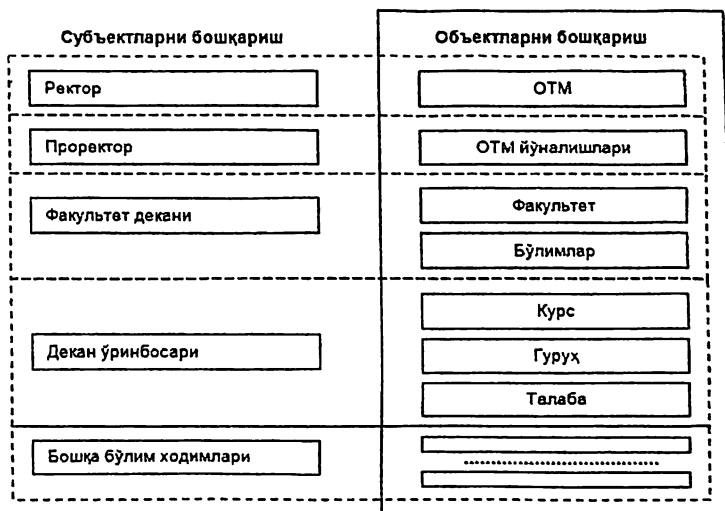 Субъектларни бошқариш
Объектларни бошқариш
Ректор
ОТМ
Проректор
ОТМ йўналишлари
Факультет декани
Факультет
Бўлимлар
Декан ўринбосари
Курс
Гуруҳ
Талаба
Бошқа бўлим ходимлари